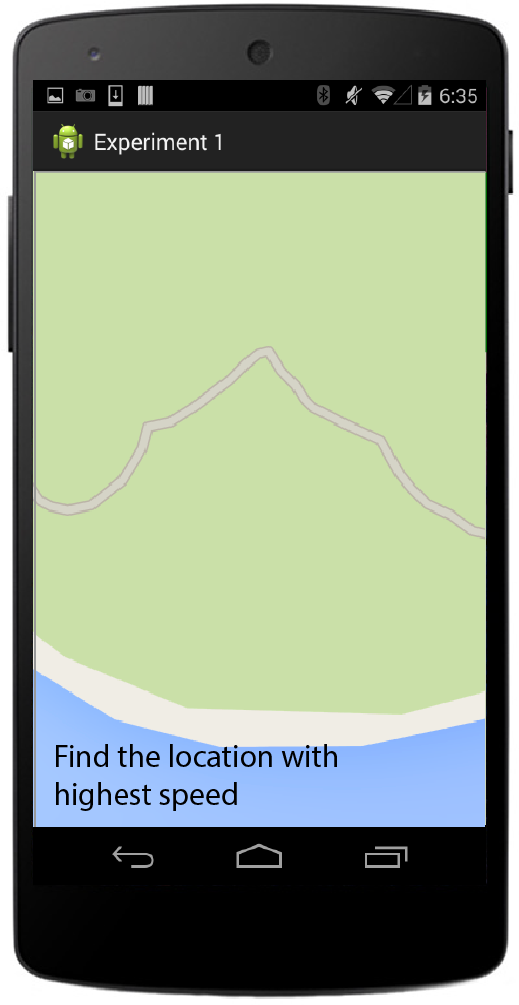 6:35
Experiment 1
Find the location with
highest speed